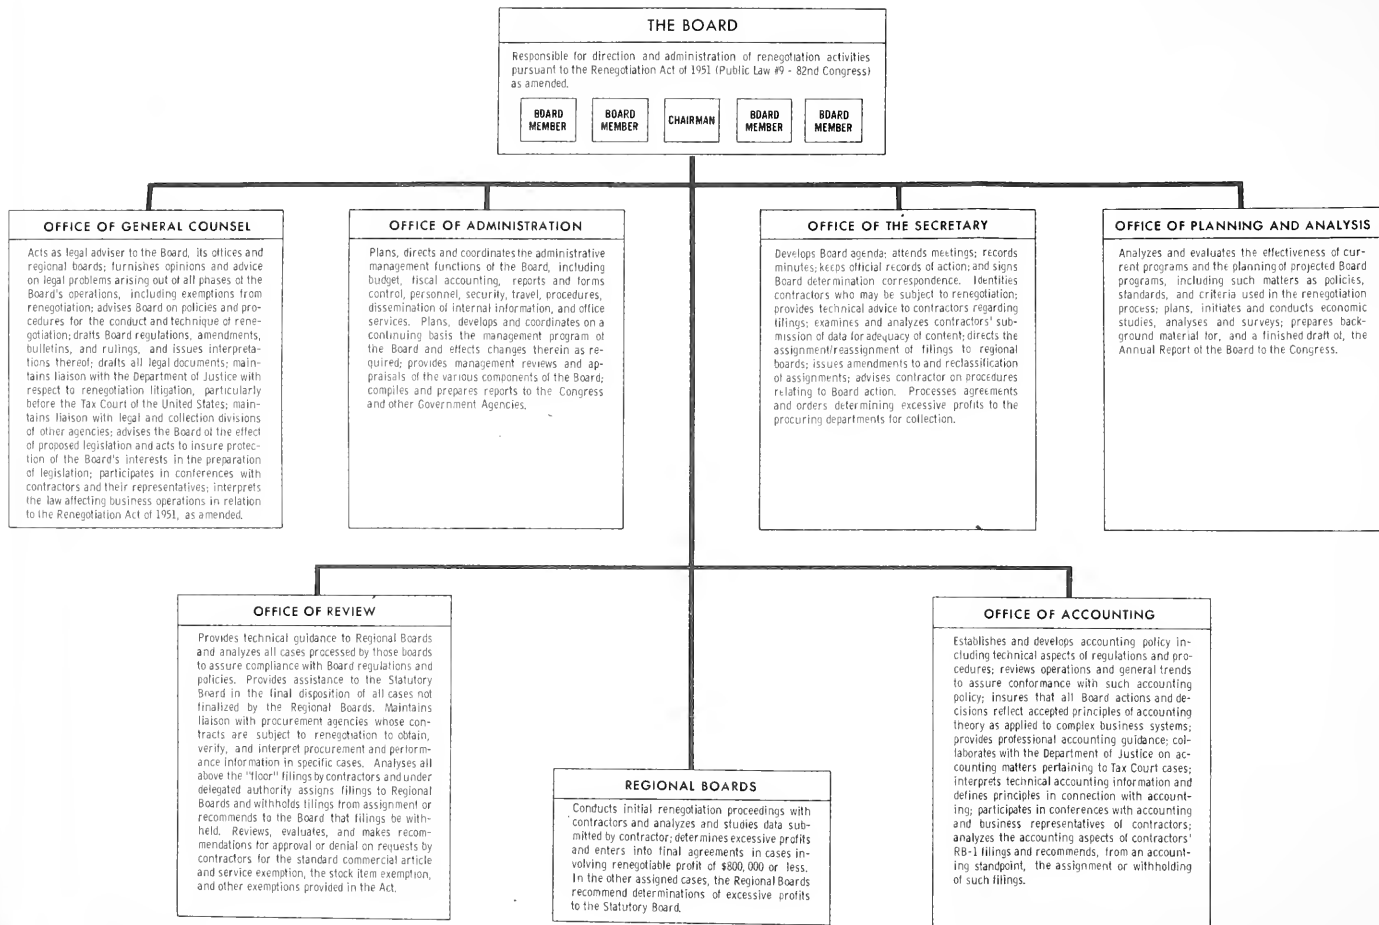 THE BOARD
Responsible for direction and administration of renegotiation activities
pursuant to the Renegotiation Act of 1951 (Public Law #9 - 82nd Congress)
as amended.
BOARD
MEMBER
BOARD
MEMBER
CHAIRMAN
BOARD
MEMBER
BOARD
MEMBER
OFFICE OF GENERAL COUNSEL
Acts as legal adviser to the Board, its offices and
regional boards; furnishes opinions and advice
on legal problems arising out of all phases of the
Board's operations, including exemptions from
renegotiation; advises Board on policies and pro-
cedures for the conduct and technique of rene-
gotiation; drafts Board regulations, amendments,
bulletins, and rulings, and issues interpreta-
tions thereof; drafts all legal documents; main-
tains liaison with the Department of Justice with
respect to renegotiation litigation, particularly
before the Tax Court of the United States; main-
tains liaison with legal and collection divisions
of other agencies; advises the Board of the effect
of proposed legislation and acts to insure protec-
tion of the Board's interests in the preparation
of legislation; participates in conferences with
contractors and their representatives; interprets
the law affecting business operations in relation
to the Renegotiation Act of 1951, as amended.
OFFICE OF ADMINISTRATION
Plans, directs and coordinates the administrative
management functions of the Board, including
budget, fiscal accounting, reports and forms
control, personnel, security, travel, procedures,
dissemination of internal information, and office
services. Plans, develops and coordinates on a
continuing basis the management program of
the Board and effects changes therein as re-
quired; provides management reviews and ap-
praisals of the various components of the Board;
compiles and prepares reports to the Congress
and other Government Agencies.
OFFICE OF THE SECRETARY
Develops Board agenda; attends meetings; records
minutes; keeps official records of action; and signs
Board determination correspondence. Identities
contractors who may be subject to renegotiation;
provides technical advice to contractors regarding
filings; examines and analyzes contractors' sub-
mission of data for adequacy of content; directs the
assignment/reassignment of filings to regional
boards; issues amendments to and reclassification
of assignments; advises contractor on procedures
relating to Board action. Processes agreements
and orders determining excessive profits to the
procuring departments for collection.
OFFICE OF PLANNING AND ANALYSIS
Analyzes and evaluates the effectiveness of cur-
rent programs and the planning of projected Board
programs, including such matters as policies,
standards, and criteria used in the renegotiation
process; plans, initiates and conducts economic
studies, analyses and surveys; prepares back-
ground material for, and a finished draft of, the
Annual Report of the Board to the Congress.
OFFICE OF REVIEW
Provides technical guidance to Regional Boards
and analyzes all cases processed by those boards
to assure compliance with Board regulations and
policies. Provides assistance to the Statutory
Board in the final disposition of all cases not
finalized by the Regional Boards. Maintains
liaison with procurement agencies whose con-
tracts are subject to renegotiation to obtain,
verify, and interpret procurement and perform-
ance information in specific cases. Analyses all
above the "floor" filings by contractors and under
delegated authority assigns filings to Regional
Boards and withholds filings from assignment or
recommends to the Board that filings be with-
held. Reviews, evaluates, and makes recom-
mendations for approval or denial on requests by
contractors for the standard commercial article
and service exemption, the stock item exemption,
and other exemptions provided in the Act.
REGIONAL BOARDS
Conducts initial renegotiation proceedings with
contractors and analyzes and studies data sub-
mitted by contractor; determines excessive profits
and enters into final agreements in cases in-
volving renegotiable profit of $800,000 or less.
In the other assigned cases, the Regional Boards
recommend determinations of excessive profits
to the Statutory Board.
OFFICE OF ACCOUNTING
Establishes and develops accounting policy in-
cluding technical aspects of regulations and pro-
cedures; reviews operations and general trends
to assure conformance with such accounting
policy; insures that all Board actions and de-
cisions reflect accepted principles of accounting
theory as applied to complex business systems;
provides professional accounting guidance; col-
laborates with the Department of Justice on ac-
counting matters pertaining to Tax Court cases;
interprets technical accounting information and
defines principles in connection with account-
ing; participates in conferences with accounting
and business representatives of contractors;
analyzes the accounting aspects of contractors'
RB-1 filings and recommends, from an account-
ing standpoint, the assignment or withholding
of such filings.